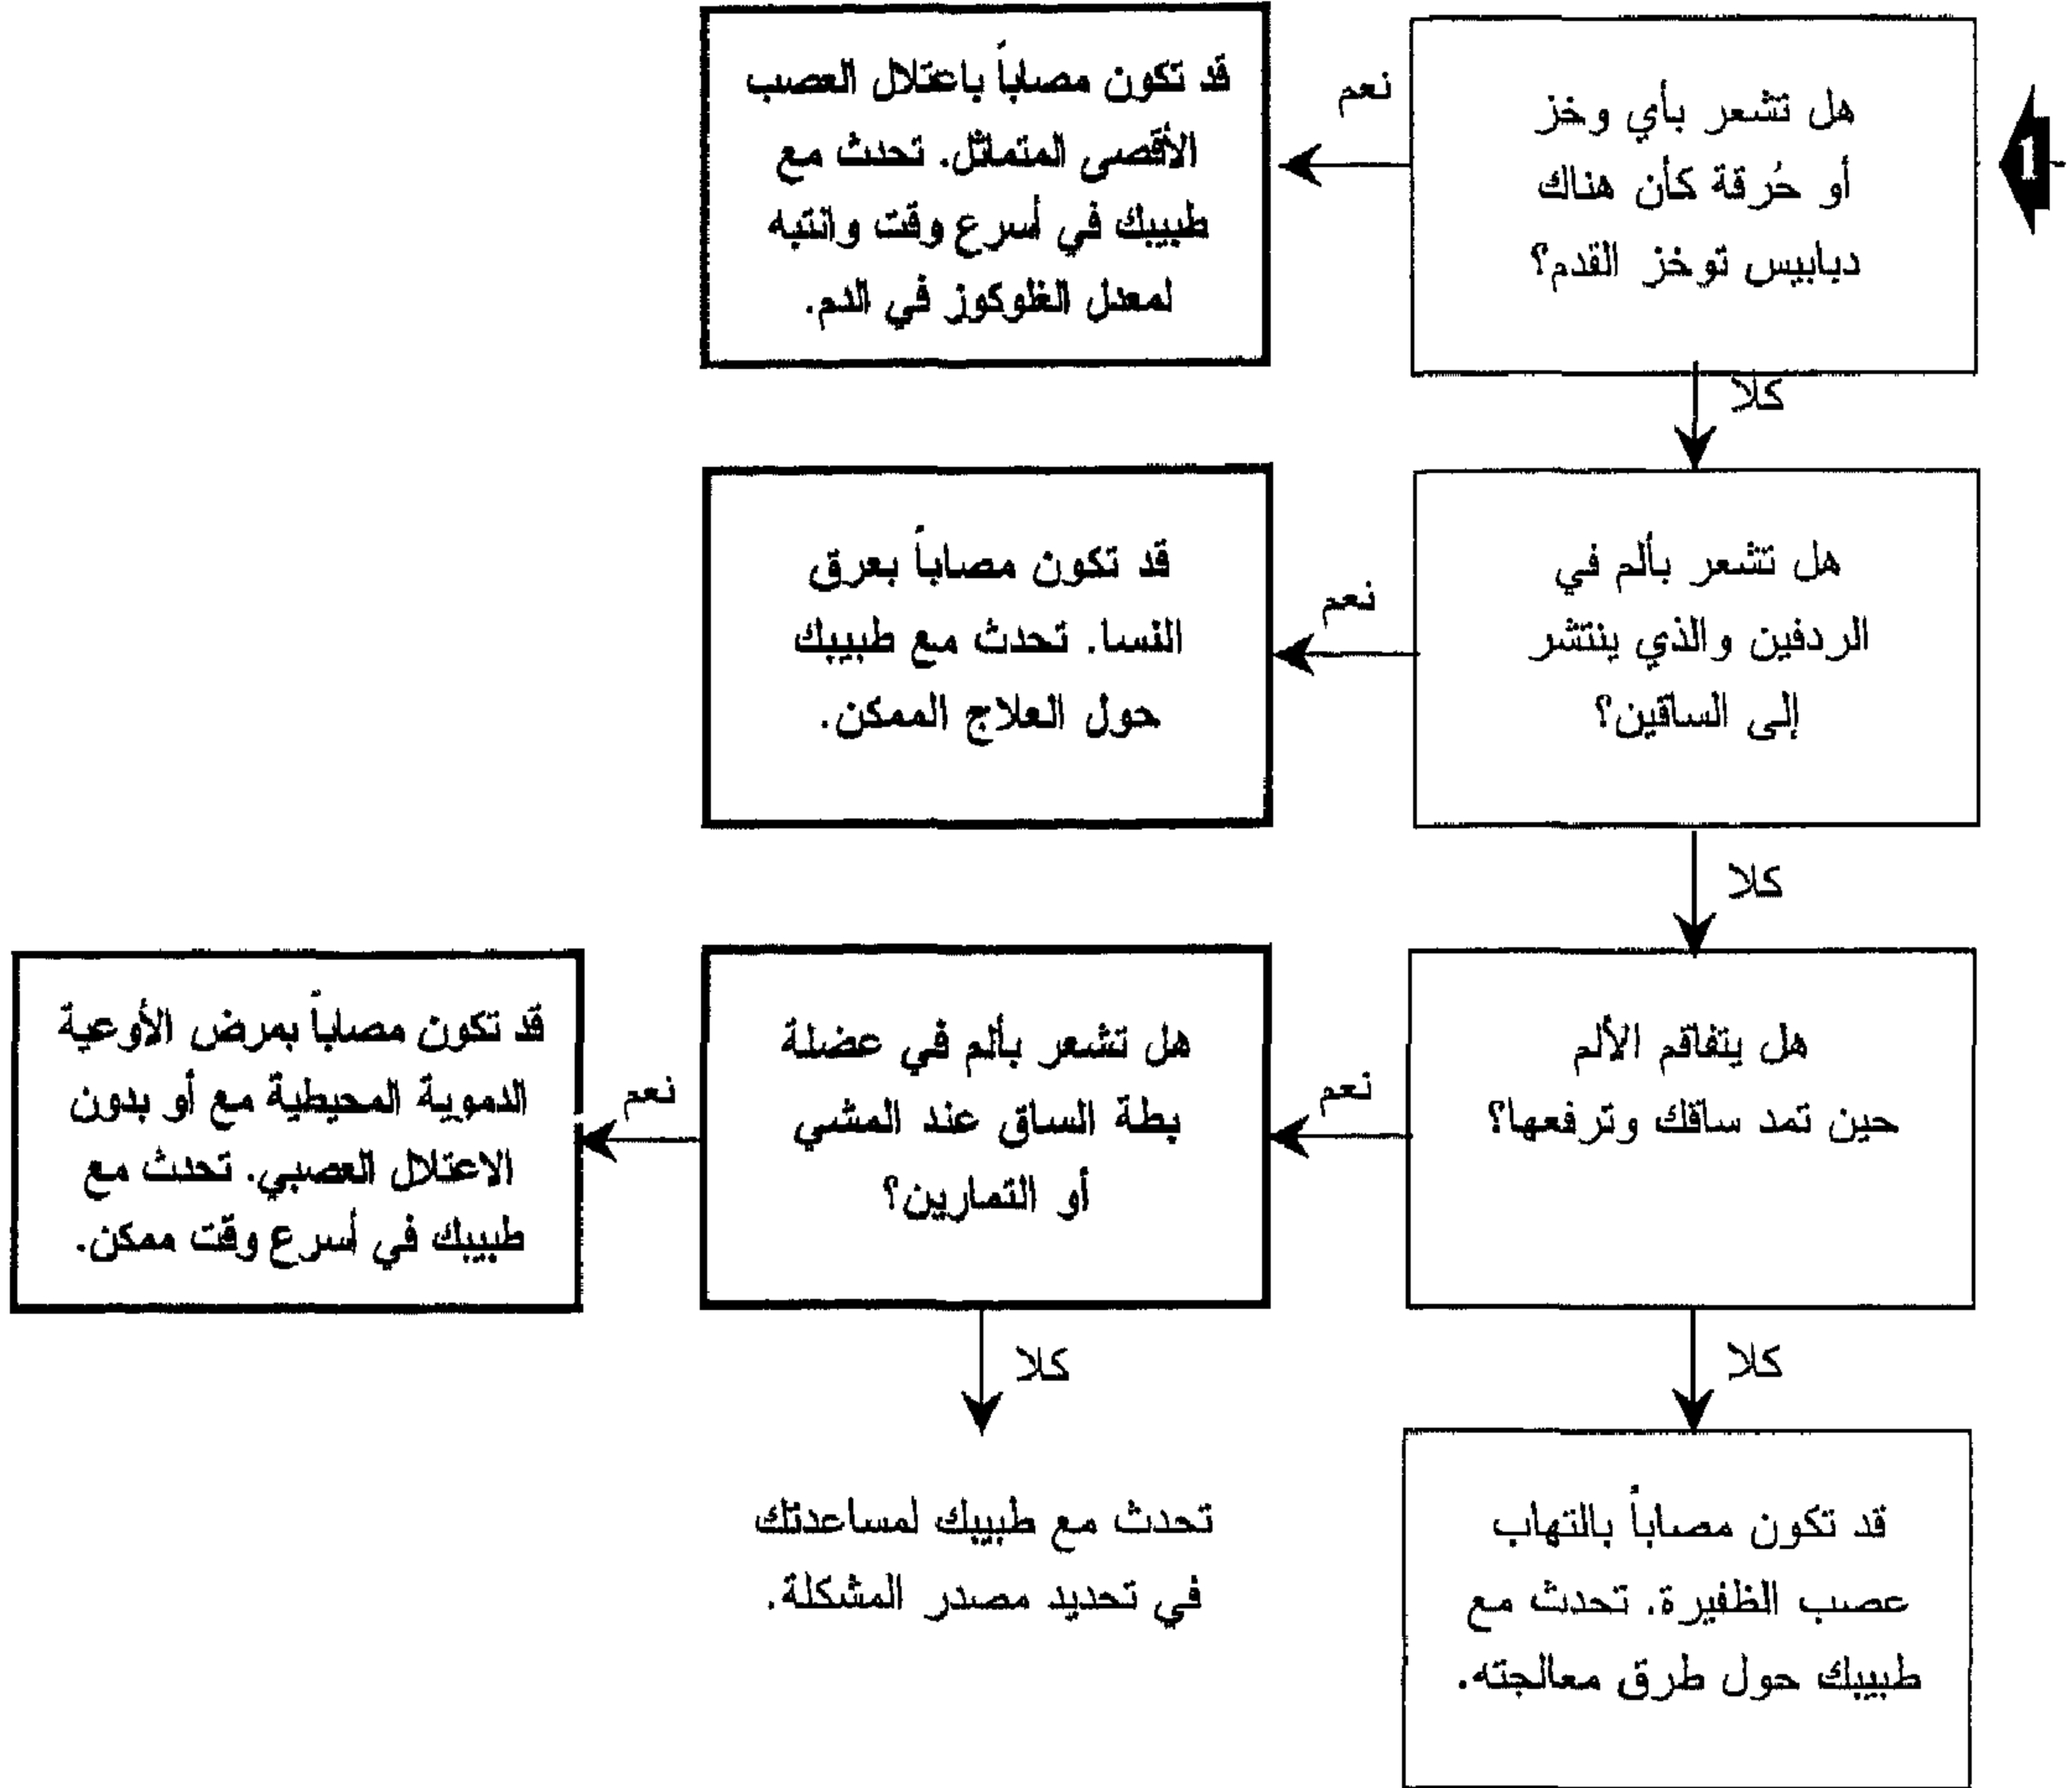 1
هل تشعر بأي وخز
أو حُرقة كأن هناك
دبابيس توخز القدم؟
نعم
قد تكون مصاباً باعتلال العصب
الأقصى المتماثل. تحدث مع
طبيبك في أسرع وقت وانتبه
لمعدل الغلوكوز في الدم.
كلا
هل تشعر بألم في
الردفين والذي ينتشر
إلى الساقين؟
نعم
قد تكون مصاباً بعرق
النسا. تحدث مع طبيبك
حول العلاج الممكن.
كلا
هل يتفاقم الألم
حين تمد ساقك وترفعها؟
نعم
هل تشعر بألم في عضلة
بطة الساق عند المشي
أو التمارين؟
نعم
قد تكون مصاباً بمرض الأوعية
الدموية المحيطية مع أو بدون
الاعتلال العصبي. تحدث مع
طبيبك في أسرع وقت ممكن.
كلا
قد تكون مصاباً بالتهاب
عصب الظفيرة. تحدث مع
طبيبك حول طرق معالجته.
كلا
تحدث مع طبيبك لمساعدتك
في تحديد مصدر المشكلة.